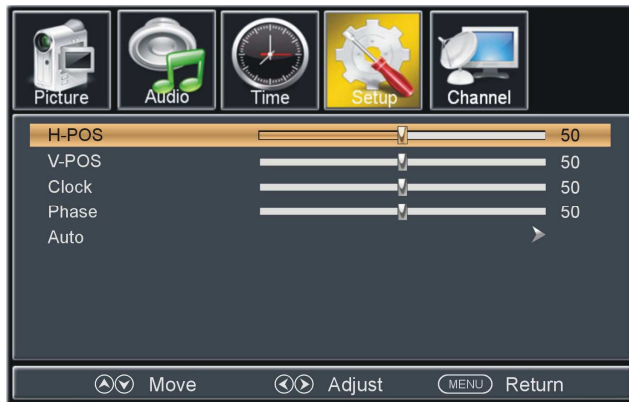 Picture Audio Time Setup Channel
H-POS 50
V-POS 50
Clock 50
Phase 50
Auto
Move Adjust MENU Return